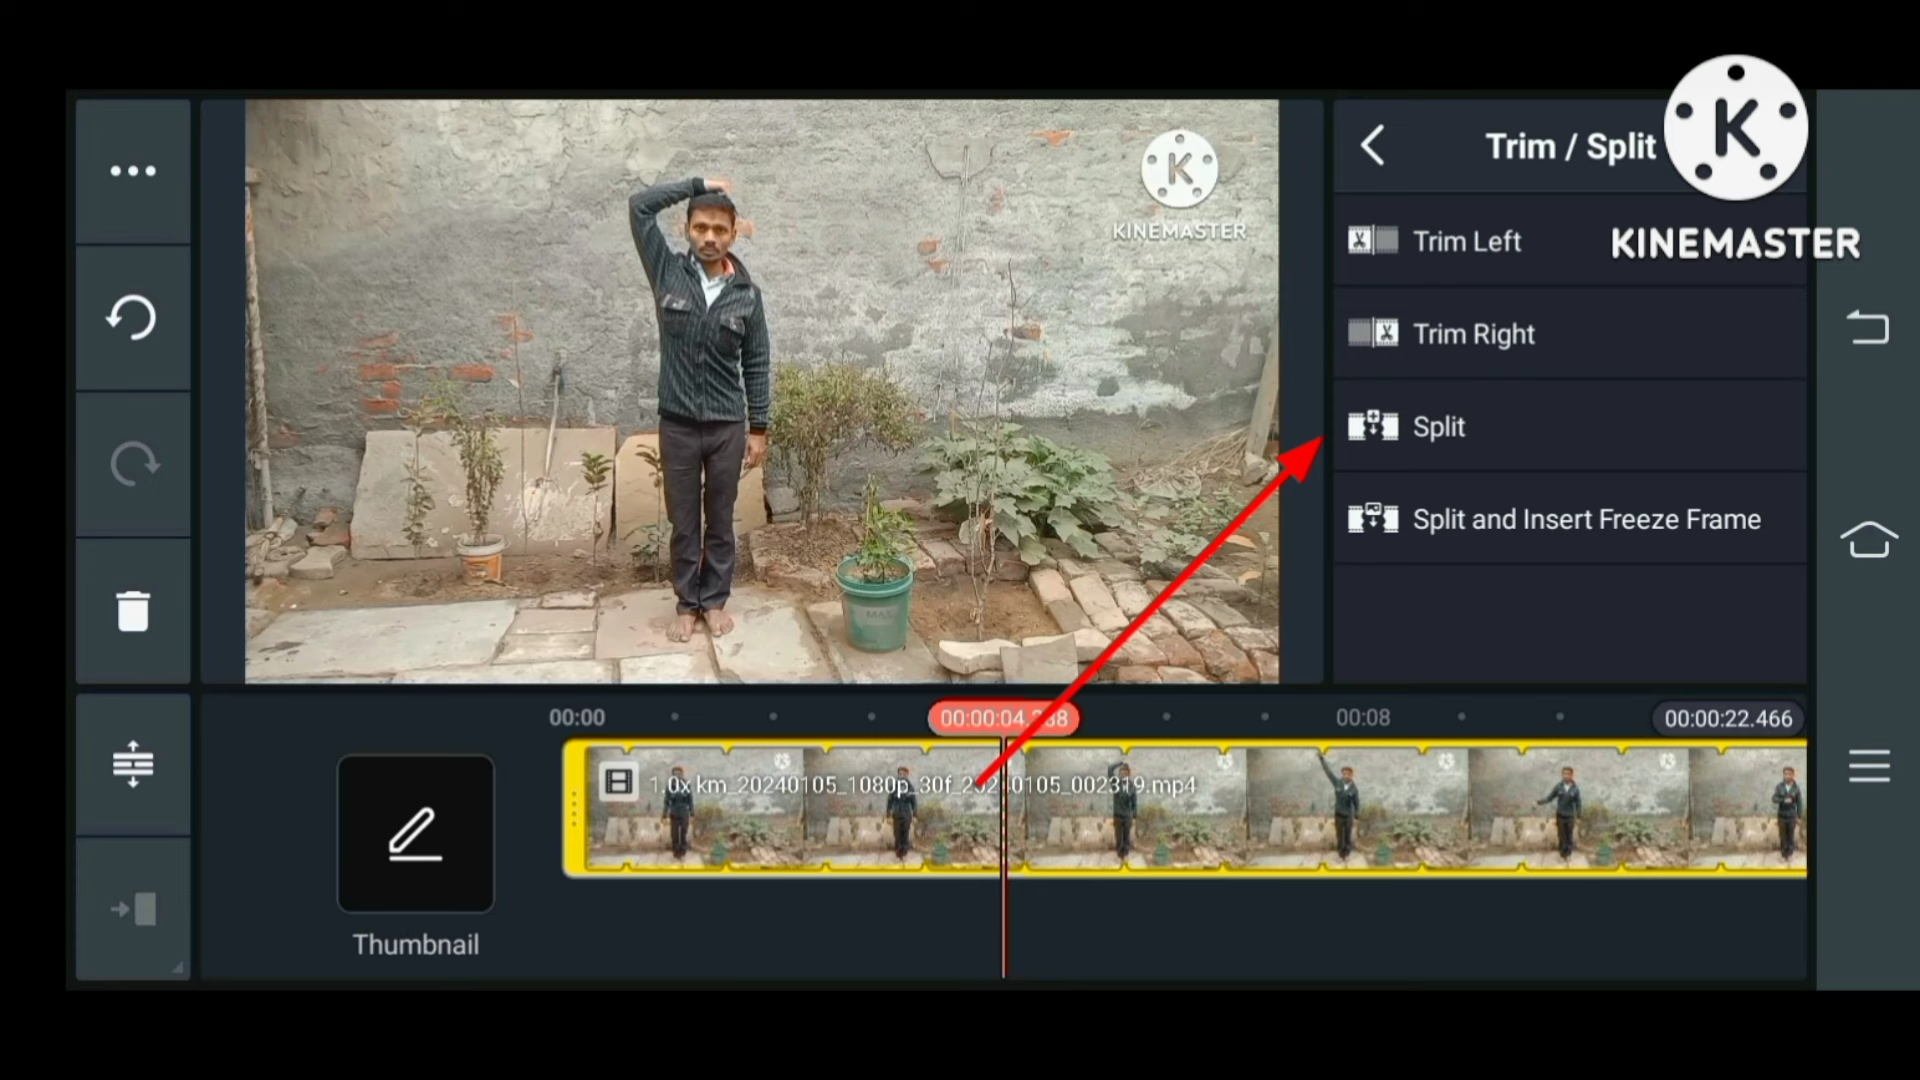 K
KINEMASTER
Trim / Split
K
KINEMASTER
Trim Left
Trim Right
Split
Split and Insert Freeze Frame
00:00
00:00:04.
00:08
00:00:22.466
1.0x km_20240105_1080p_30f_20240105_002319.mp4
Thumbnail